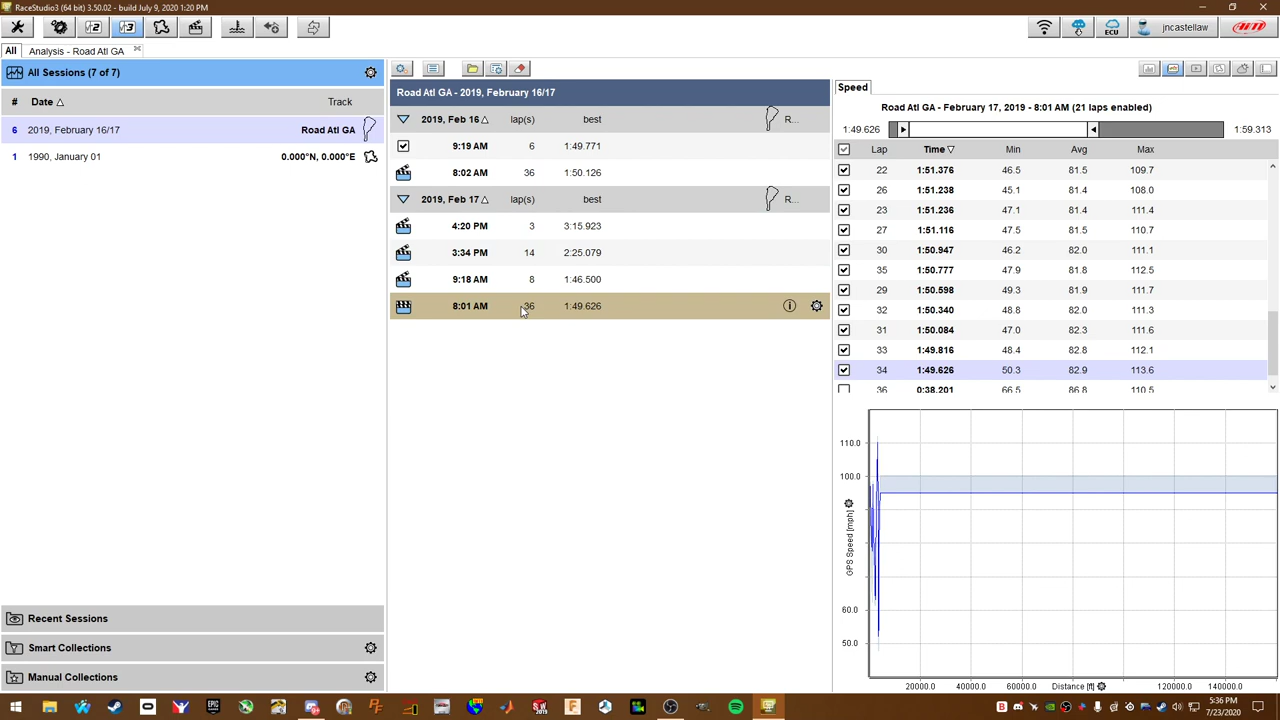 RaceStudio3 (64 bit) 3.50.02 - build July 9, 2020 1:20 PM
2 3 ECU jncastellaw
All Analysis - Road Atl GA
All Sessions (7 of 7)
# Date Track
6 2019, February 16/17 Road Atl GA
1 1990, January 01 0.000°N, 0.000°E
Recent Sessions
Smart Collections
Manual Collections
Road Atl GA - 2019, February 16/17
2019, Feb 16 lap(s) best R...
9:19 AM 6 1:49.771
8:02 AM 36 1:50.126
2019, Feb 17 lap(s) best R...
4:20 PM 3 3:15.923
3:34 PM 14 2:25.079
9:18 AM 8 1:46.500
8:01 AM 36 1:49.626
Speed
Road Atl GA - February 17, 2019 - 8:01 AM (21 laps enabled)
1:49.626 1:59.313
Lap Time Min Avg Max
22 1:51.376 46.5 81.5 109.7
26 1:51.238 45.1 81.4 108.0
23 1:51.236 47.1 81.4 111.4
27 1:51.116 47.5 81.5 110.7
30 1:50.947 46.2 82.0 111.1
35 1:50.777 47.9 81.8 112.5
29 1:50.598 49.3 81.9 111.7
32 1:50.340 48.8 82.0 111.3
31 1:50.084 47.0 82.3 111.6
33 1:49.816 48.4 82.8 112.1
34 1:49.626 50.3 82.9 113.6
36 0:38.201 66.5 86.8 110.5
110.0
100.0
GPS Speed [mph]
60.0
50.0
20000.0 40000.0 60000.0 Distance [ft] 120000.0 140000.0
5:36 PM
7/23/2020